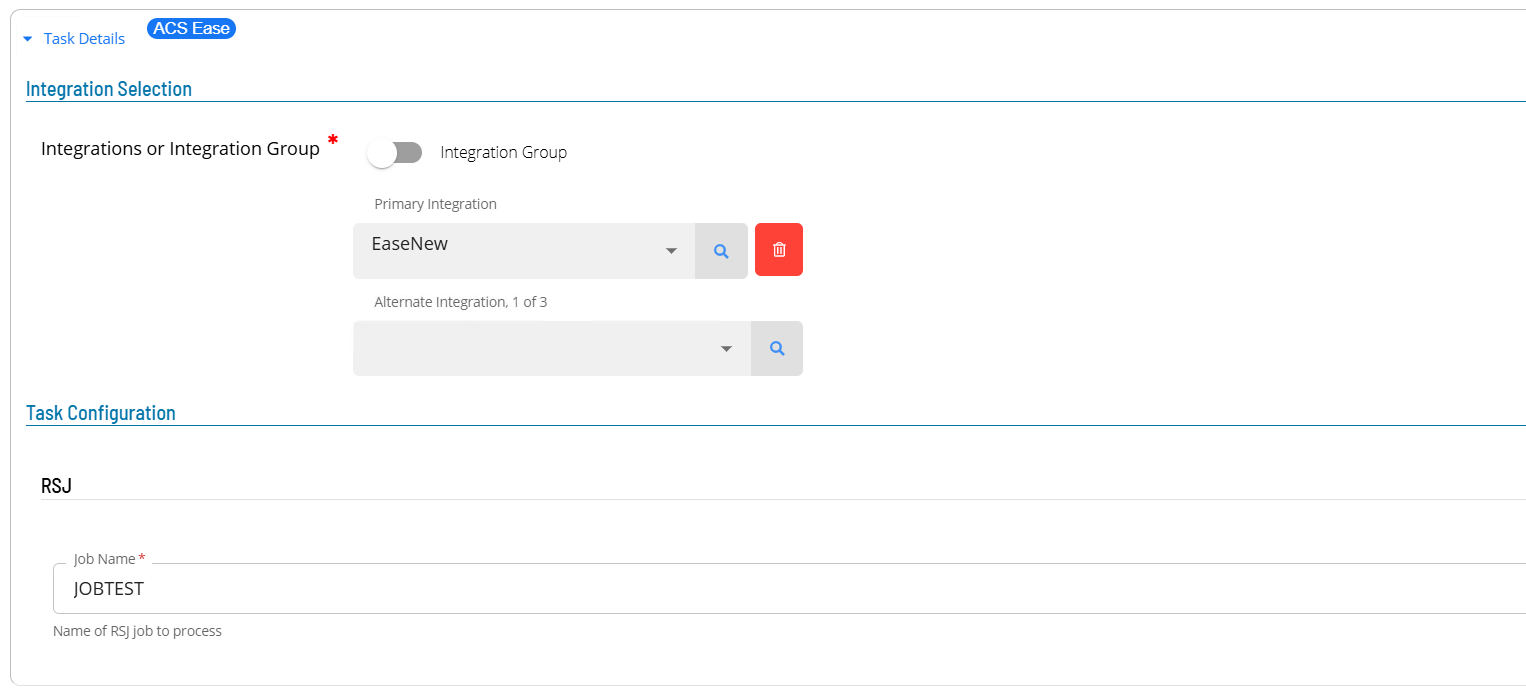 Task Details
ACS Ease
Integration Selection
Integrations or Integration Group *
Integration Group
Primary Integration
EaseNew
Alternate Integration, 1 of 3
Task Configuration
RSJ
Job Name *
JOBTEST
Name of RSJ job to process